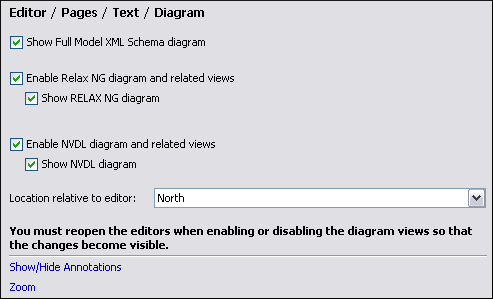 Editor / Pages / Text / Diagram
Show Full Model XML Schema diagram
Enable Relax NG diagram and related views
Show RELAX NG diagram
Enable NVDL diagram and related views
Show NVDL diagram
Location relative to editor: North
You must reopen the editors when enabling or disabling the diagram views so that
the changes become visible.
Show/Hide Annotations
Zoom